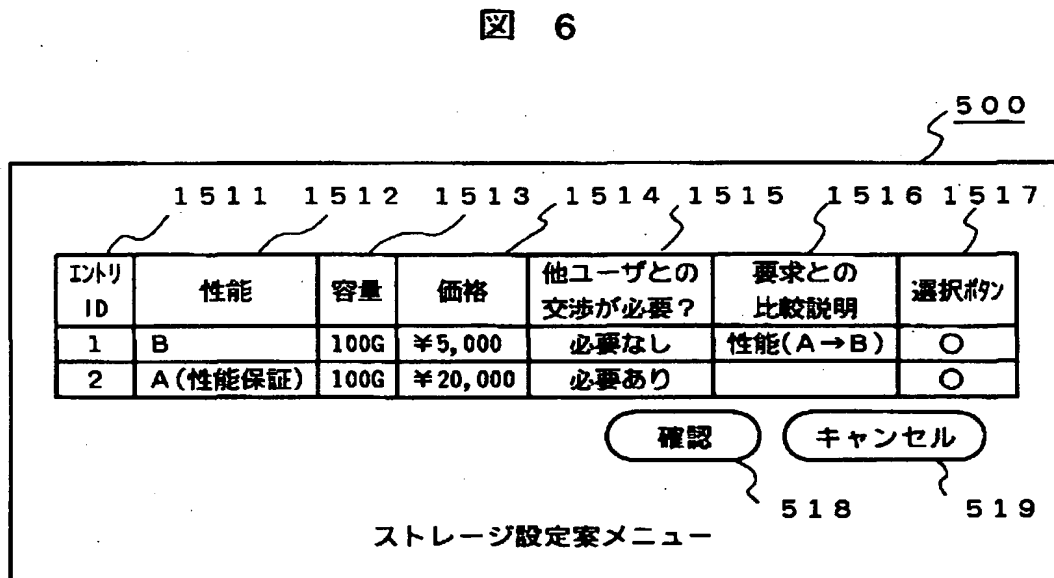 図 6
500
1511 1512 1513 1514 1515 1516 1517
エントリID 性能 容量 価格 他ユーザとの交渉が必要? 要求との比較説明 選択ボタン
1 B 100G ¥5,000 必要なし 性能(A→B) ○
2 A(性能保証) 100G ¥20,000 必要あり ○
確認 キャンセル
518 519
ストレージ設定案メニュー